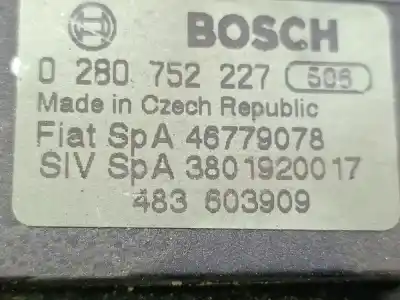 BOSCH
0 280 752 227 506
Made in Czech Republic
Fiat SpA 46779078
SIV SpA 3801920017
483 603909